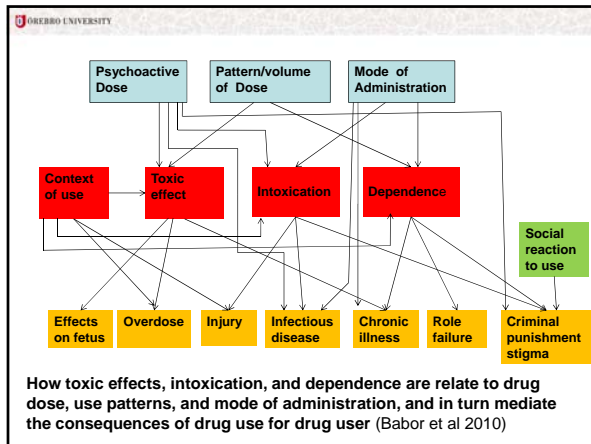 ÖREBRO UNIVERSITY
Psychoactive
Dose
Pattern/volume
of Dose
Mode of
Administration
Context
of use
Toxic
effect
Intoxication
Dependence
Social
reaction
to use
Effects
on fetus
Overdose
Injury
Infectious
disease
Chronic
illness
Role
failure
Criminal
punishment
stigma
How toxic effects, intoxication, and dependence are relate to drug
dose, use patterns, and mode of administration, and in turn mediate
the consequences of drug use for drug user (Babor et al 2010)